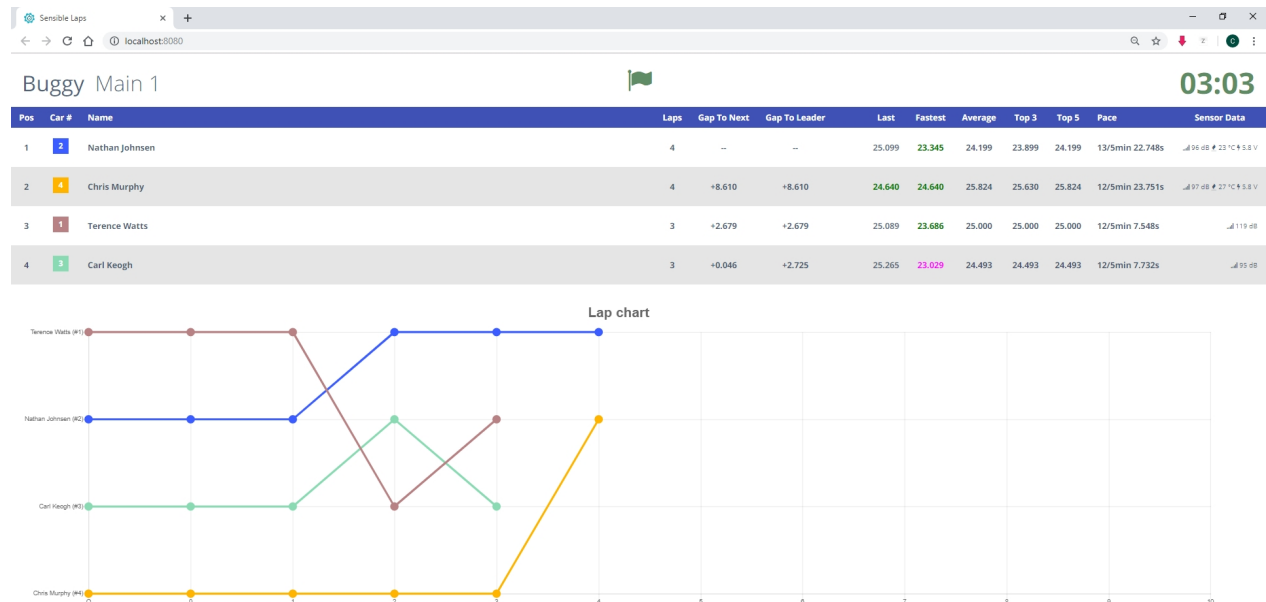 Sensible Laps
localhost:8080
Buggy Main 1
03:03
Pos Car # Name Laps Gap To Next Gap To Leader Last Fastest Average Top 3 Top 5 Pace Sensor Data
1 2 Nathan Johnsen 4 -- -- 25.099 23.345 24.199 23.899 24.199 13/5min 22.748s 96 dB 23 °C 5.8 V
2 4 Chris Murphy 4 +8.610 +8.610 24.640 24.640 25.824 25.630 25.824 12/5min 23.751s 97 dB 27 °C 5.8 V
3 1 Terence Watts 3 +2.679 +2.679 25.089 23.686 25.000 25.000 25.000 12/5min 7.548s 119 dB
4 3 Carl Keogh 3 +0.046 +2.725 25.265 23.029 24.493 24.493 24.493 12/5min 7.732s 95 dB
Lap chart
Terence Watts (#1)
Nathan Johnsen (#2)
Carl Keogh (#3)
Chris Murphy (#4)